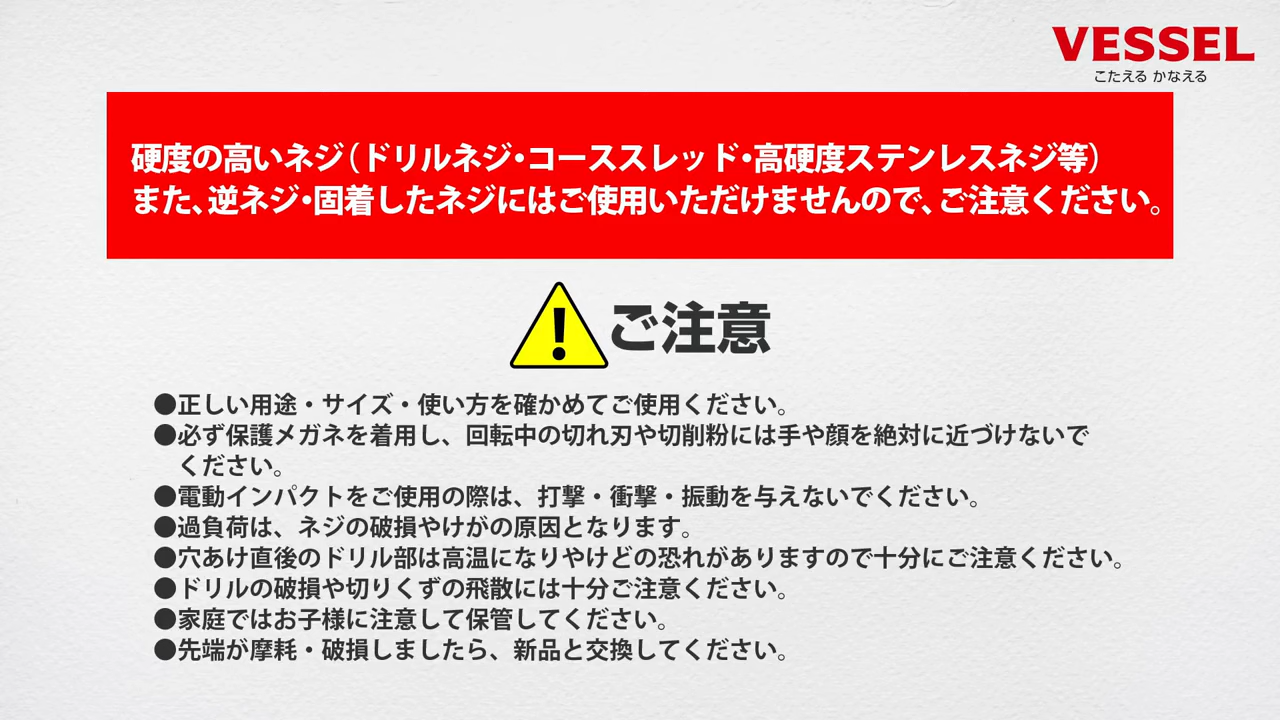 VESSEL
こたえる かなえる
硬度の高いネジ（ドリルネジ・コーススレッド・高硬度ステンレスネジ等）
また、逆ネジ・固着したネジにはご使用いただけませんので、ご注意ください。
ご注意
●正しい用途・サイズ・使い方を確かめてご使用ください。
●必ず保護メガネを着用し、回転中の切れ刃や切削粉には手や顔を絶対に近づけないで
ください。
●電動インパクトをご使用の際は、打撃・衝撃・振動を与えないでください。
●過負荷は、ネジの破損やけがの原因となります。
●穴あけ直後のドリル部は高温になりやけどの恐れがありますので十分にご注意ください。
●ドリルの破損や切りくずの飛散には十分ご注意ください。
●家庭ではお子様に注意して保管してください。
●先端が摩耗・破損しましたら、新品と交換してください。